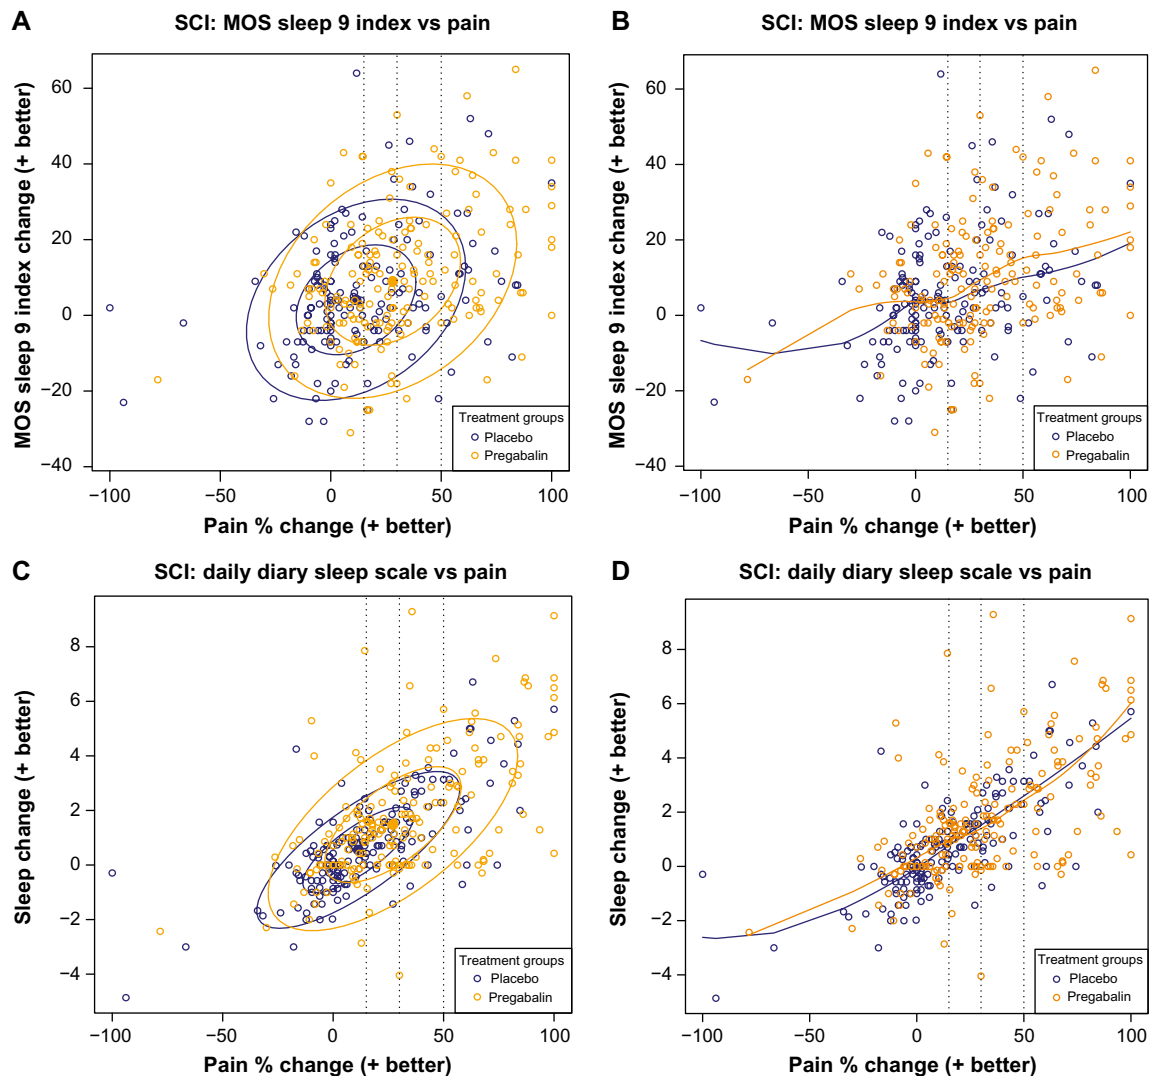 A
SCI: MOS sleep 9 index vs pain
MOS sleep 9 index change (+ better)
60
40
20
0
−20
−40
−100
−50
0
50
100
Pain % change (+ better)
Treatment groups
Placebo
Pregabalin
B
SCI: MOS sleep 9 index vs pain
MOS sleep 9 index change (+ better)
60
40
20
0
−20
−40
−100
−50
0
50
100
Pain % change (+ better)
Treatment groups
Placebo
Pregabalin
C
SCI: daily diary sleep scale vs pain
Sleep change (+ better)
8
6
4
2
0
−2
−4
−100
−50
0
50
100
Pain % change (+ better)
Treatment groups
Placebo
Pregabalin
D
SCI: daily diary sleep scale vs pain
Sleep change (+ better)
8
6
4
2
0
−2
−4
−100
−50
0
50
100
Pain % change (+ better)
Treatment groups
Placebo
Pregabalin